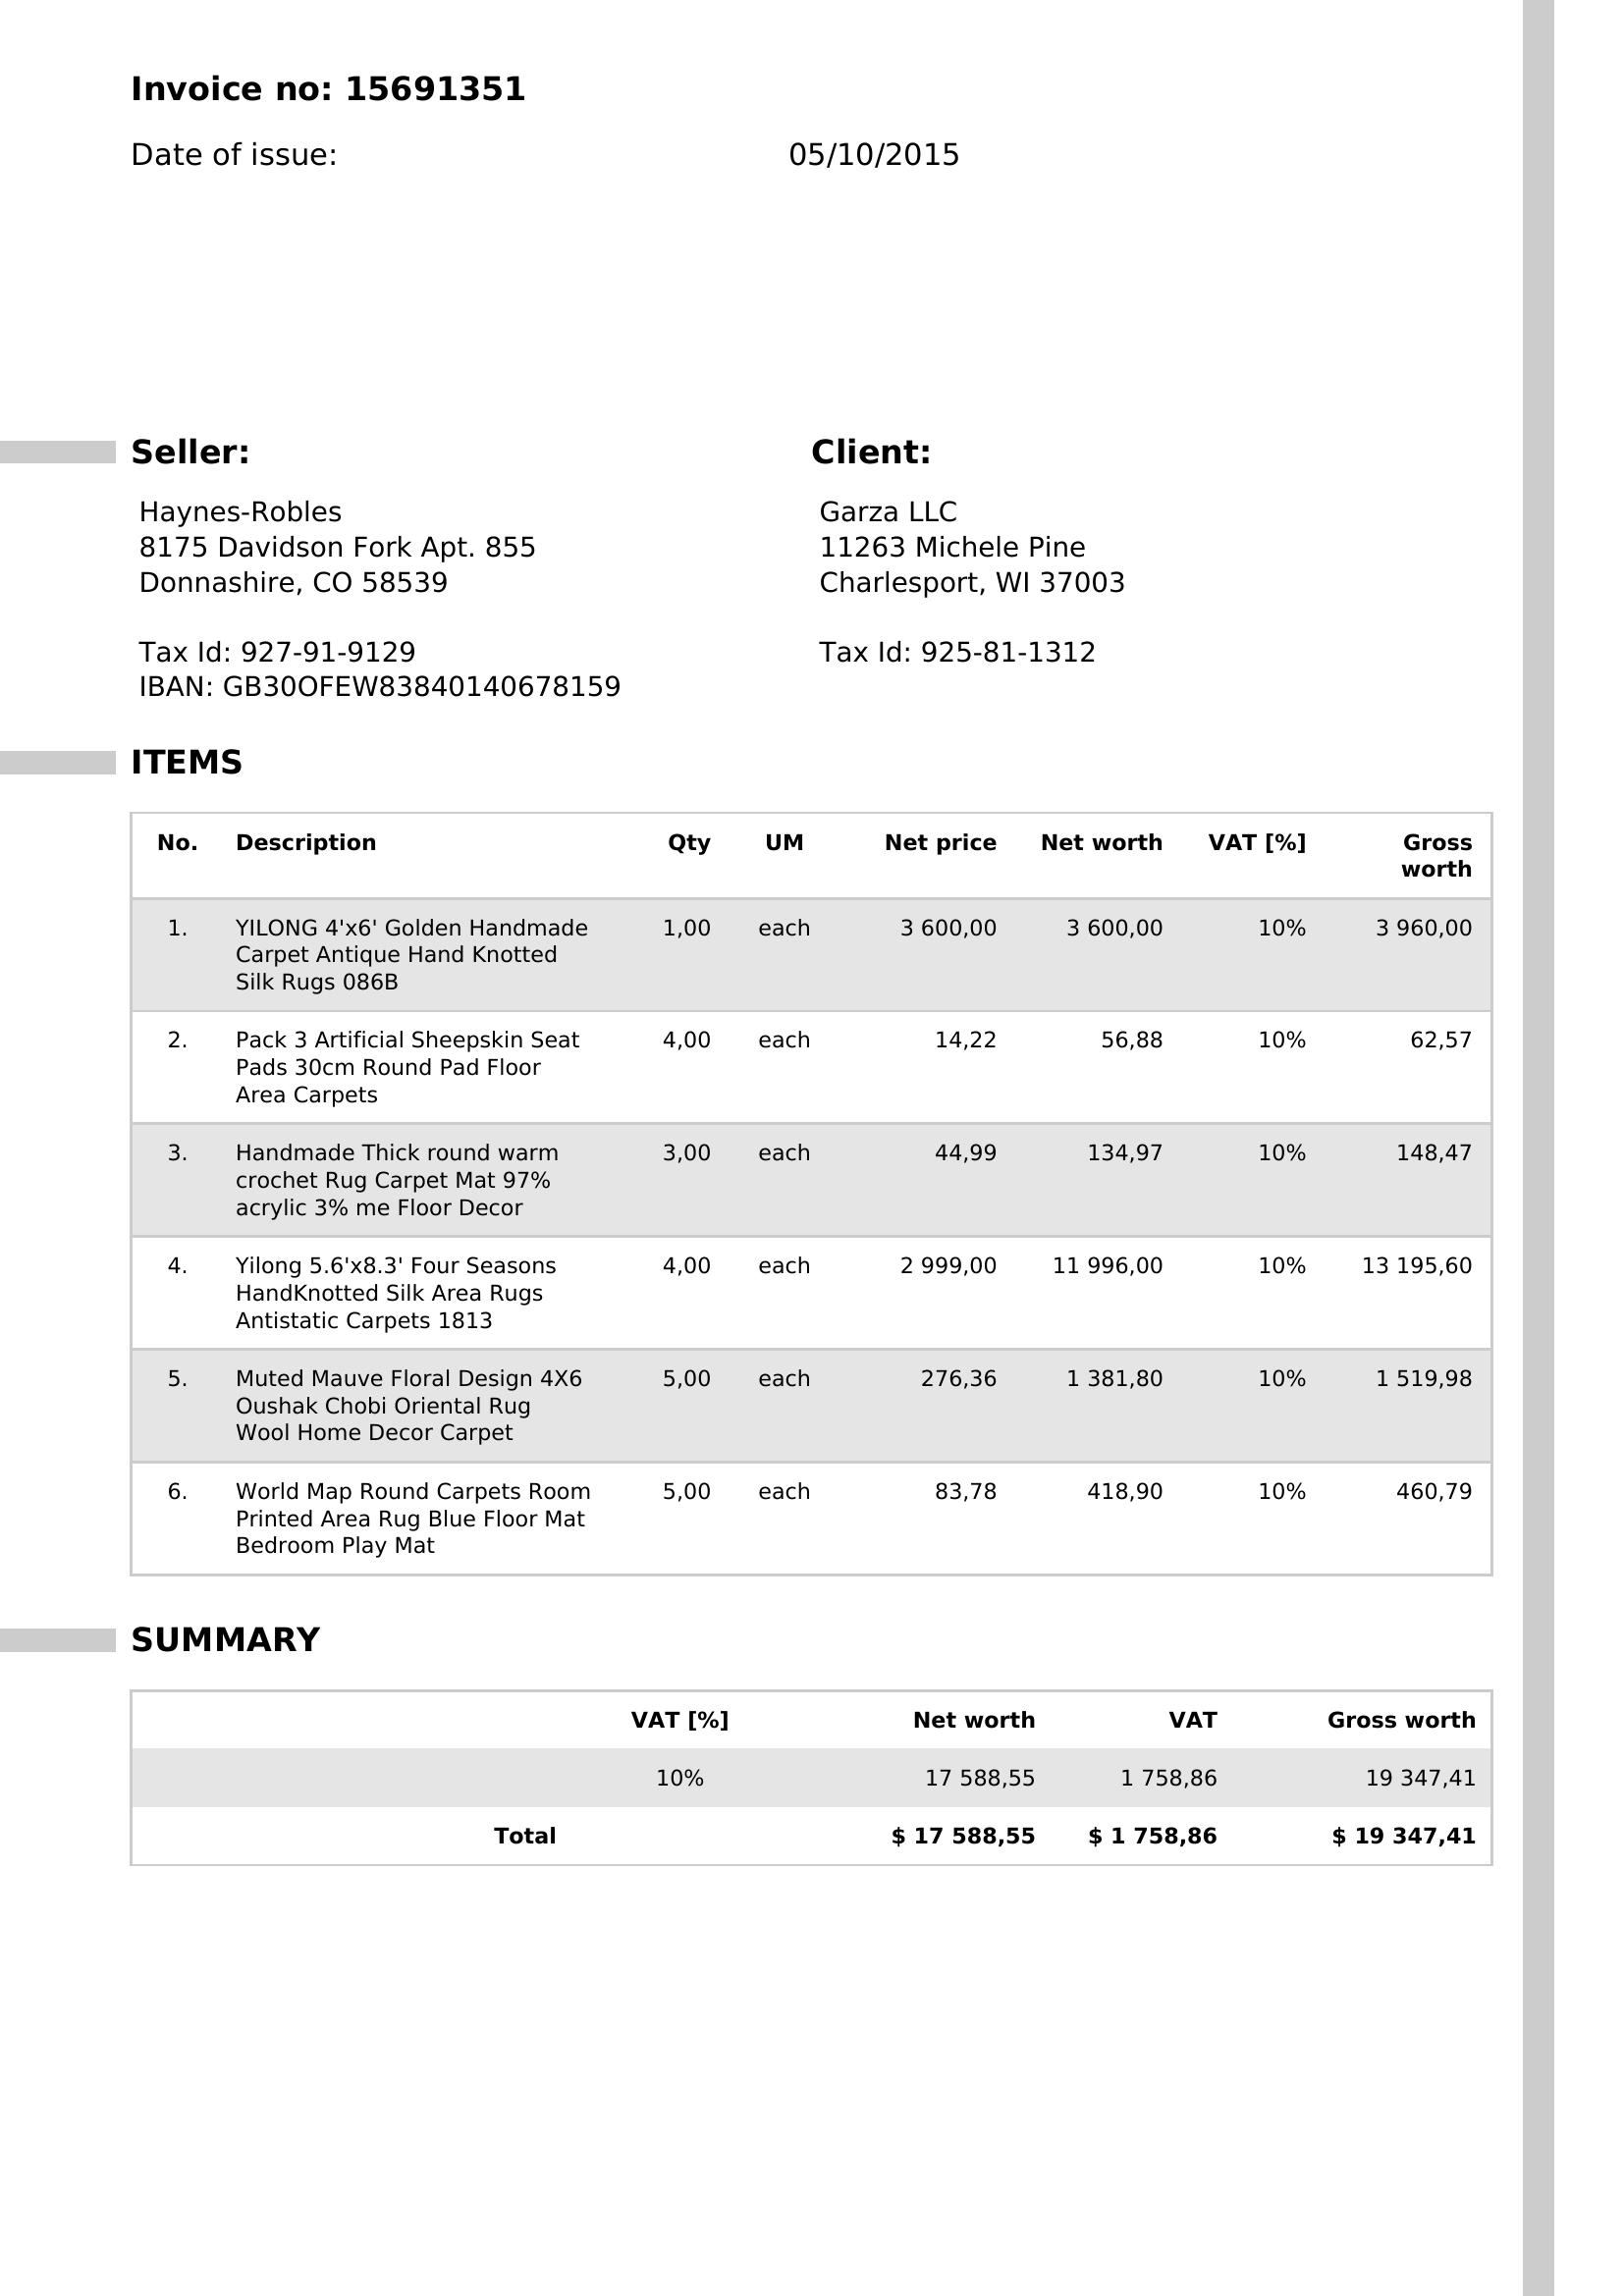 Invoice no: 15691351
Date of issue: 05/10/2015
Seller:
Haynes-Robles
8175 Davidson Fork Apt. 855
Donnashire, CO 58539
Tax Id: 927-91-9129
IBAN: GB30OFEW83840140678159
Client:
Garza LLC
11263 Michele Pine
Charlesport, WI 37003
Tax Id: 925-81-1312
ITEMS
No. Description Qty UM Net price Net worth VAT [%] Gross
worth
1. YILONG 4'x6' Golden Handmade 1,00 each 3 600,00 3 600,00 10% 3 960,00
Carpet Antique Hand Knotted
Silk Rugs 086B
2. Pack 3 Artificial Sheepskin Seat 4,00 each 14,22 56,88 10% 62,57
Pads 30cm Round Pad Floor
Area Carpets
3. Handmade Thick round warm 3,00 each 44,99 134,97 10% 148,47
crochet Rug Carpet Mat 97%
acrylic 3% me Floor Decor
4. Yilong 5.6'x8.3' Four Seasons 4,00 each 2 999,00 11 996,00 10% 13 195,60
HandKnotted Silk Area Rugs
Antistatic Carpets 1813
5. Muted Mauve Floral Design 4X6 5,00 each 276,36 1 381,80 10% 1 519,98
Oushak Chobi Oriental Rug
Wool Home Decor Carpet
6. World Map Round Carpets Room 5,00 each 83,78 418,90 10% 460,79
Printed Area Rug Blue Floor Mat
Bedroom Play Mat
SUMMARY
VAT [%] Net worth VAT Gross worth
10% 17 588,55 1 758,86 19 347,41
Total $ 17 588,55 $ 1 758,86 $ 19 347,41